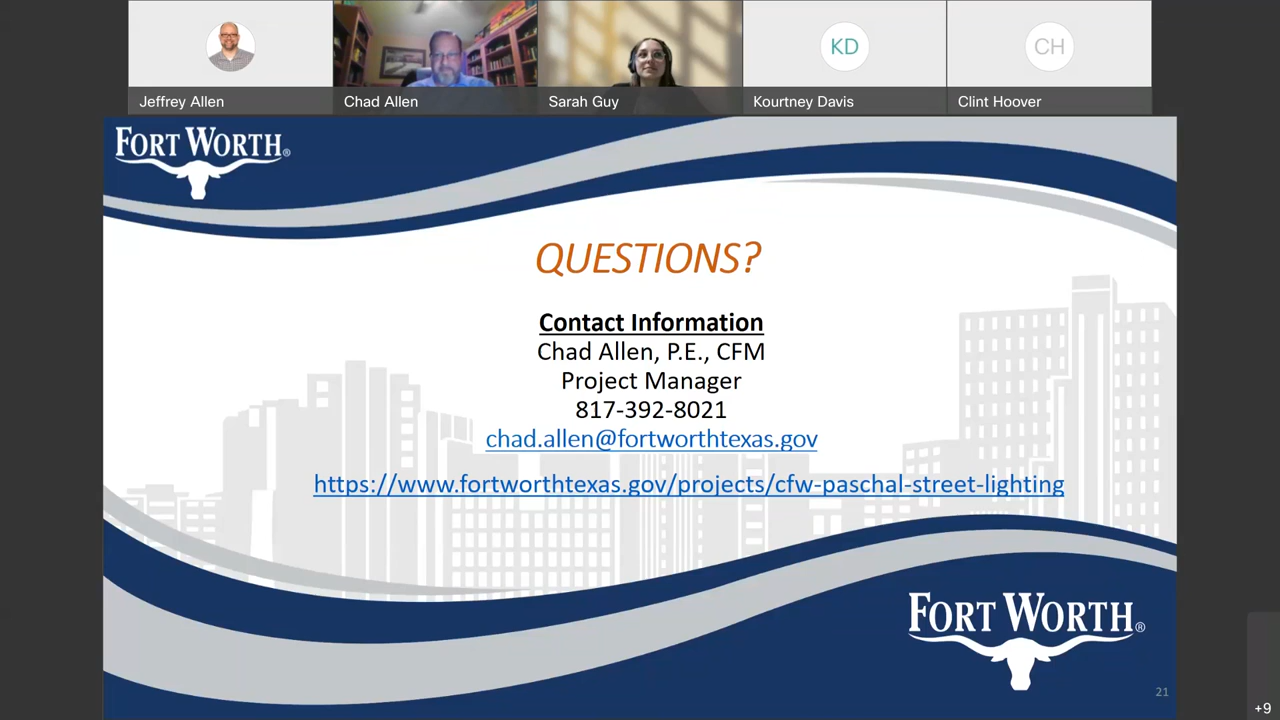 KD
CH
Jeffrey Allen
Chad Allen
Sarah Guy
Kourtney Davis
Clint Hoover
FORT WORTH®
QUESTIONS?
Contact Information
Chad Allen, P.E., CFM
Project Manager
817-392-8021
chad.allen@fortworthtexas.gov
https://www.fortworthtexas.gov/projects/cfw-paschal-street-lighting
FORT WORTH®
21
+9